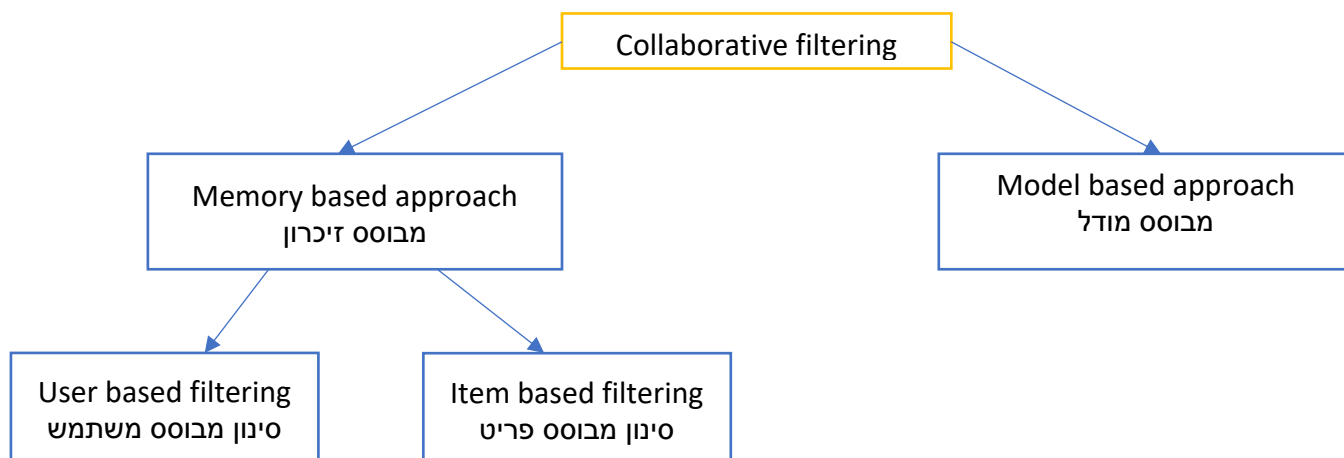 Collaborative filtering
Memory based approach
מבוסס זיכרון
Model based approach
מבוסס מודל
User based filtering
סינון מבוסס משתמש
Item based filtering
סינון מבוסס פריט